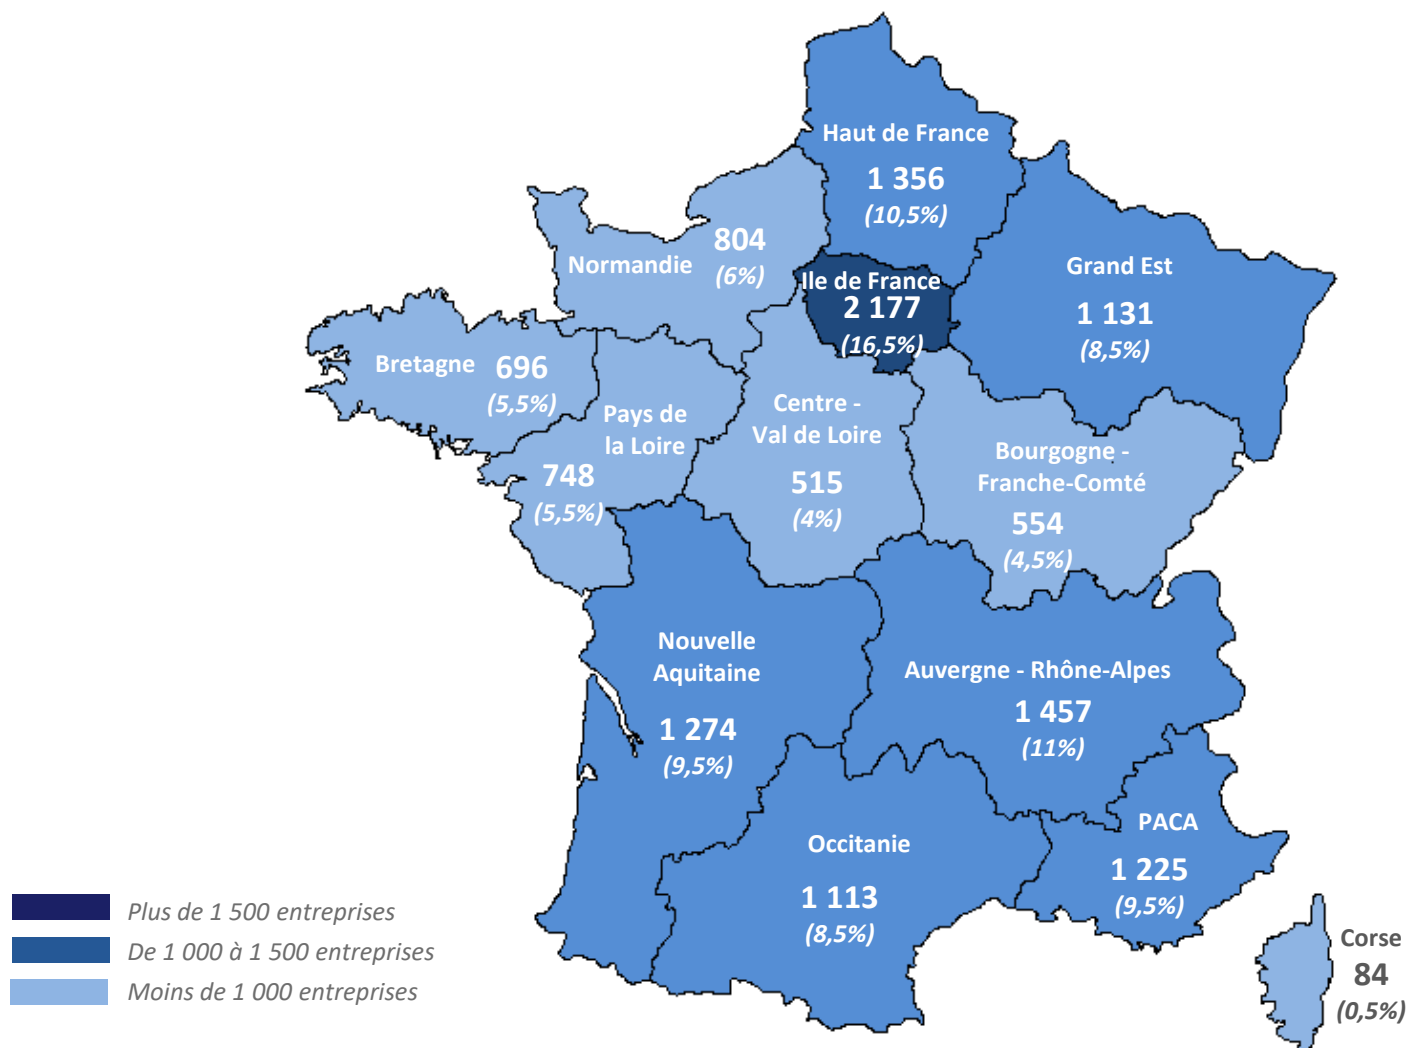 Haut de France
1 356
(10,5%)
804
Normandie
(6%)
Grand Est
1 131
(8,5%)
Ile de France
2 177
(16,5%)
Bretagne
696
(5,5%)
Pays de
la Loire
748
(5,5%)
Centre -
Val de Loire
515
(4%)
Bourgogne -
Franche-Comté
554
(4,5%)
Nouvelle
Aquitaine
1 274
(9,5%)
Auvergne - Rhône-Alpes
1 457
(11%)
Occitanie
1 113
(8,5%)
PACA
1 225
(9,5%)
Corse
84
(0,5%)
Plus de 1 500 entreprises
De 1 000 à 1 500 entreprises
Moins de 1 000 entreprises